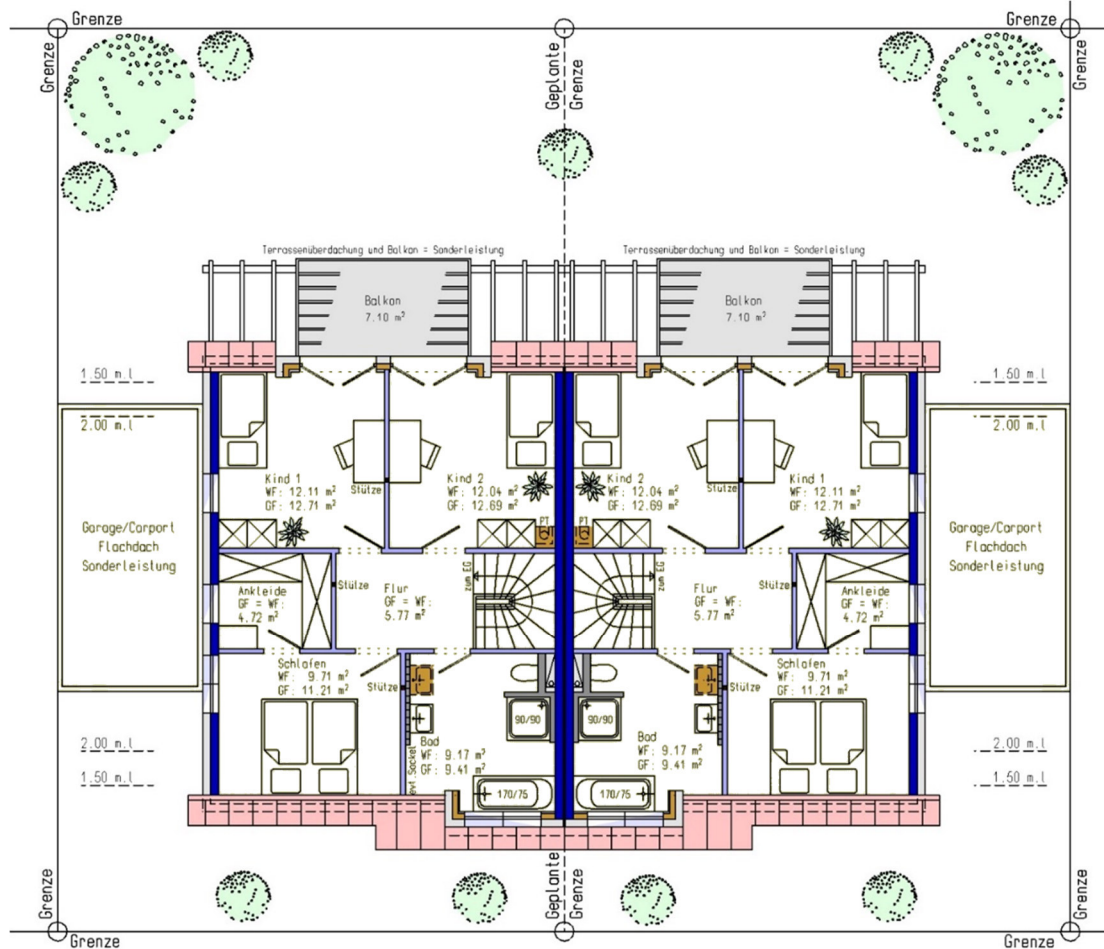 Grenze
Grenze
Grenze
Geplante
Grenze
Grenze
Terrassenüberdachung und Balkon = Sonderleistung
Terrassenüberdachung und Balkon = Sonderleistung
Balkon
7.10 m²
Balkon
7.10 m²
1.50 m.l
1.50 m.l
2.00 m.l
2.00 m.l
Kind 1
WF: 12.11 m²
GF: 12.71 m²
Stütze
Kind 2
WF: 12.04 m²
GF: 12.69 m²
PT
PT
Kind 2
WF: 12.04 m²
GF: 12.69 m²
Stütze
Kind 1
WF: 12.11 m²
GF: 12.71 m²
Garage/Carport
Flachdach
Sonderleistung
Garage/Carport
Flachdach
Sonderleistung
Ankleide
GF = WF:
4.72 m²
Stütze
Flur
GF = WF:
5.77 m²
zum EG
zum EG
Flur
GF = WF:
5.77 m²
Stütze
Ankleide
GF = WF:
4.72 m²
Schlafen
WF: 9.71 m²
GF: 11.21 m²
Stütze
Stütze
Schlafen
WF: 9.71 m²
GF: 11.21 m²
90/90
90/90
Bad
WF: 9.17 m²
GF: 9.41 m²
evt. Sockel
Bad
WF: 9.17 m²
GF: 9.41 m²
170/75
170/75
2.00 m.l
2.00 m.l
1.50 m.l
1.50 m.l
Grenze
Geplante
Grenze
Grenze
Grenze
Grenze